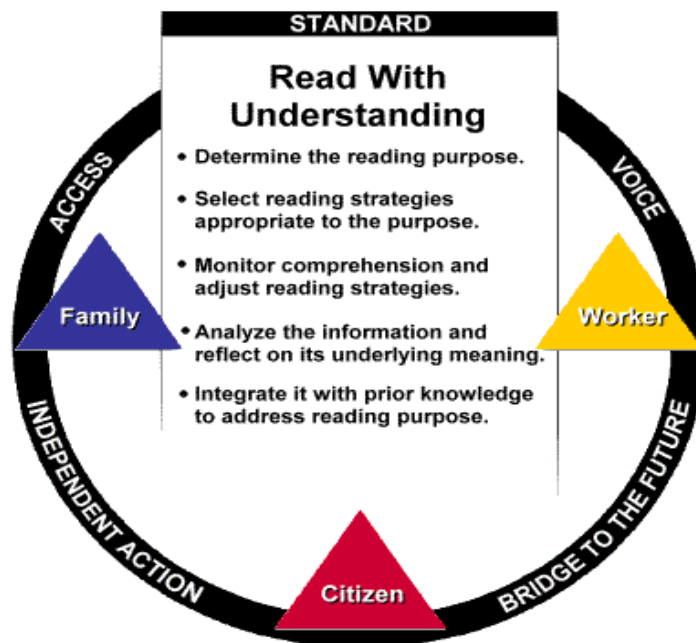 STANDARD
Read With
Understanding
• Determine the reading purpose.
• Select reading strategies
appropriate to the purpose.
• Monitor comprehension and
adjust reading strategies.
• Analyze the information and
reflect on its underlying meaning.
• Integrate it with prior knowledge
to address reading purpose.
ACCESS
VOICE
Family
Worker
INDEPENDENT ACTION
BRIDGE TO THE FUTURE
Citizen